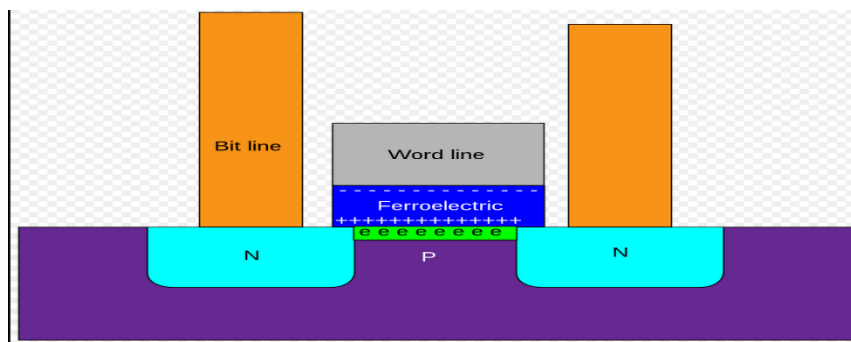 Bit line
Word line
- - - - - - - - - - - - - -
Ferroelectric
+++++++++++++
e e e e e e e e
N
P
N